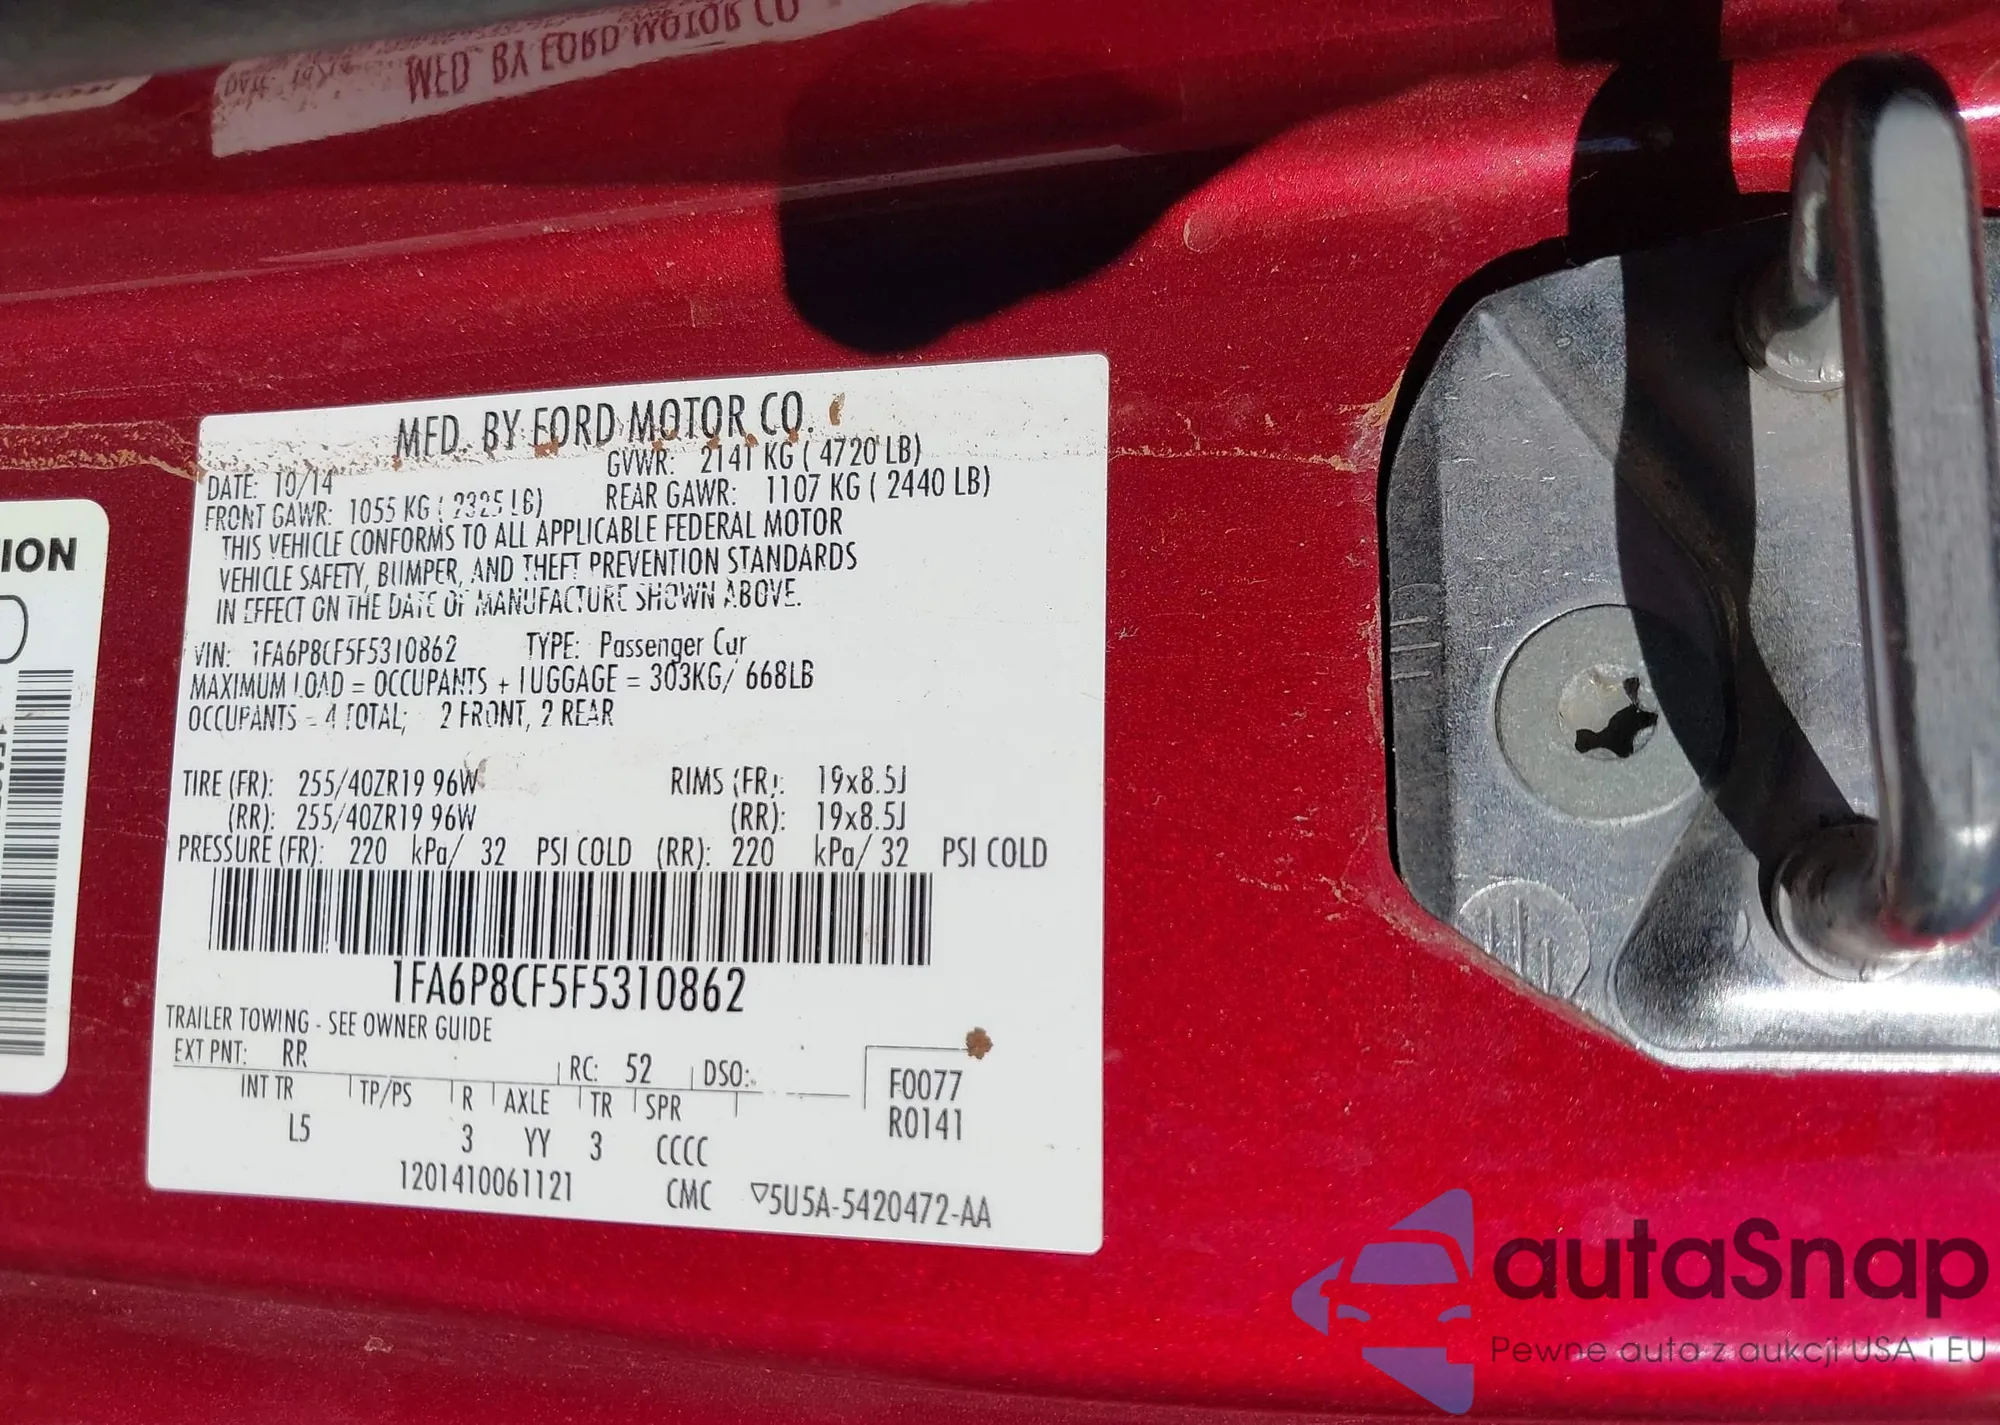 MFD. BY FORD MOTOR CO.
DATE: 10/14 GVWR: 2141 KG ( 4720 LB)
FRONT GAWR: 1055 KG ( 2325 LB) REAR GAWR: 1107 KG ( 2440 LB)
THIS VEHICLE CONFORMS TO ALL APPLICABLE FEDERAL MOTOR
VEHICLE SAFETY, BUMPER, AND THEFT PREVENTION STANDARDS
IN EFFECT ON THE DATE OF MANUFACTURE SHOWN ABOVE.
VIN: 1FA6P8CF5F5310862 TYPE: Passenger Car
MAXIMUM LOAD = OCCUPANTS + LUGGAGE = 303KG/ 668LB
OCCUPANTS = 4 TOTAL; 2 FRONT, 2 REAR
TIRE (FR): 255/40ZR19 96W RIMS (FR): 19x8.5J
(RR): 255/40ZR19 96W (RR): 19x8.5J
PRESSURE (FR): 220 kPa/ 32 PSI COLD (RR): 220 kPa/ 32 PSI COLD
1FA6P8CF5F5310862
TRAILER TOWING - SEE OWNER GUIDE
EXT PNT: RR RC: 52 DSO: F0077
INT TR TP/PS R AXLE TR SPR R0141
L5 3 YY 3 CCCC
1201410061121 CMC ▽5U5A-5420472-AA
ION
MFD. BY FORD MOTOR CO
DATE: 10/14
autaSnap
Pewne auta z aukcji USA i EU